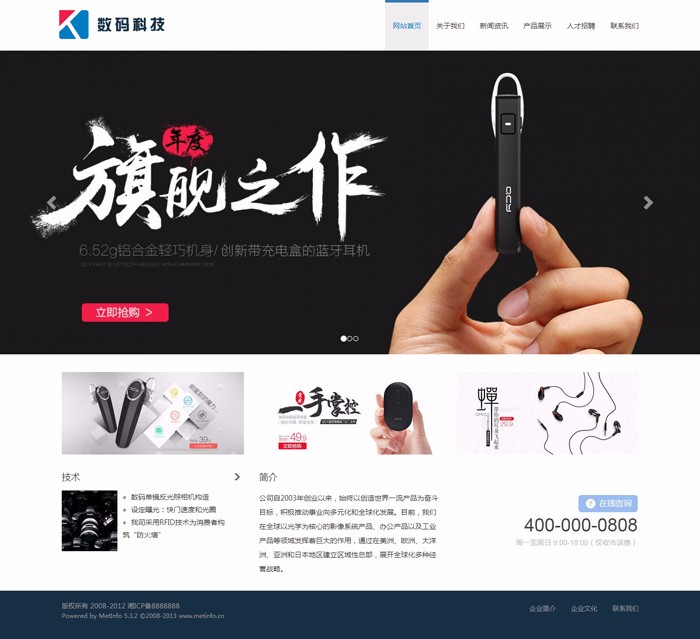 数码科技
网站首页 关于我们 新闻资讯 产品展示 人才招聘 联系我们
年度
旗舰之作
6.52g铝合金轻巧机身/创新带充电盒的蓝牙耳机
立即抢购 >
一手掌控
49.9
蝉
29.9
39
技术
数码单镜反光照相机构造
设定曝光：快门速度和光圈
我司采用RFID技术为消费者构
筑“防火墙”
简介
公司自2003年创业以来，始终以创造世界一流产品为奋斗
目标，积极推动事业向多元化和全球化发展。目前，我们
在全球以光学为核心的影像系统产品、办公产品以及工业
产品等领域发挥着巨大的作用，通过在美洲、欧洲、大洋
洲、亚洲和日本地区建立区域性总部，展开全球化多种经
营战略。
在线咨询
400-000-0808
周一至周日 9:00-18:00 (仅收市话费)
版权所有 2008-2012 湘ICP备8888888
Powered by MetInfo 5.3.2 ©2008-2013 www.metinfo.cn
企业简介 企业文化 联系我们